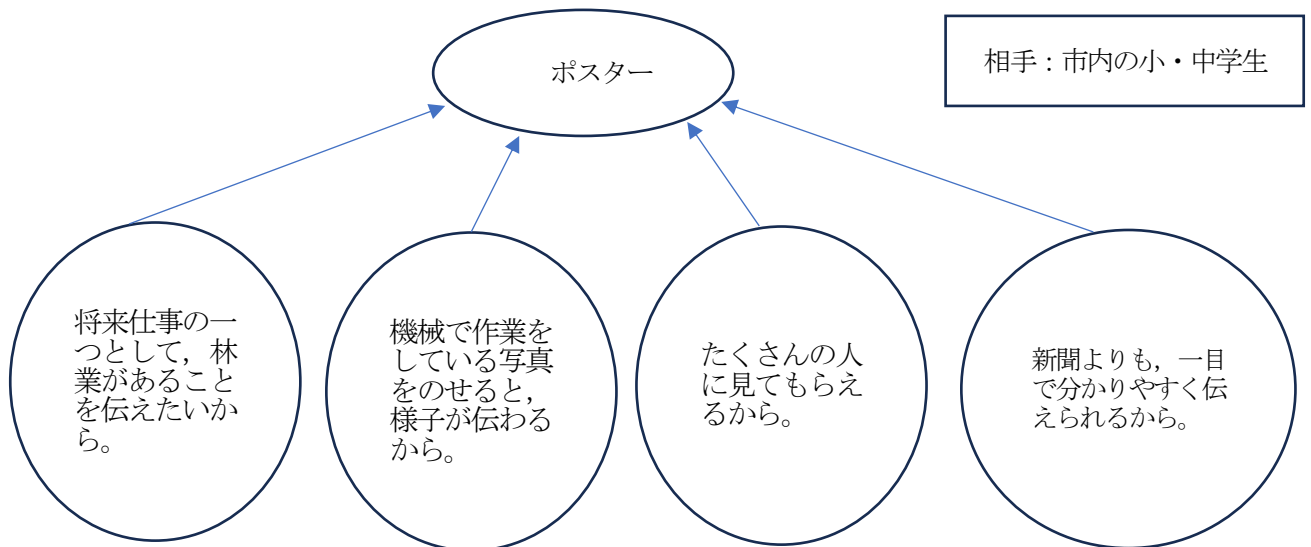 ポスター
相手：市内の小・中学生
将来仕事の一
つとして，林
業があること
を伝えたいか
ら。
機械で作業を
している写真
をのせると，
様子が伝わる
から。
たくさんの人
に見てもらえ
るから。
新聞よりも，一目
で分かりやすく伝
えられるから。